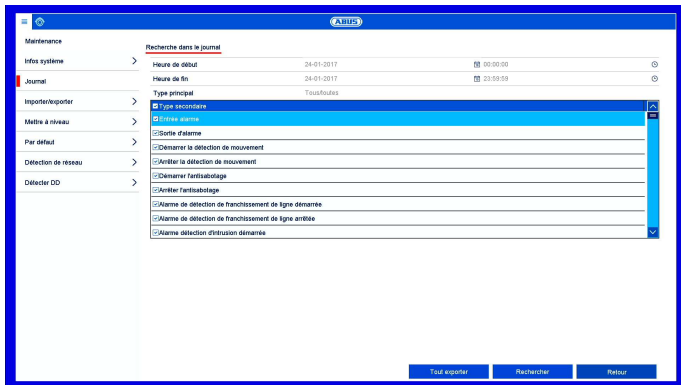 ABUS
Maintenance
Infos système
Journal
Importer/exporter
Mettre à niveau
Par défaut
Détection de réseau
Détecter DD
Recherche dans le journal
Heure de début 24-01-2017 00:00:00
Heure de fin 24-01-2017 23:59:59
Type principal Tous/toutes
Type secondaire
Entrée alarme
Sortie d'alarme
Démarrer la détection de mouvement
Arrêter la détection de mouvement
Démarrer l'antisabotage
Arrêter l'antisabotage
Alarme de détection de franchissement de ligne démarrée
Alarme de détection de franchissement de ligne arrêtée
Alarme détection d'intrusion démarrée
Tout exporter Rechercher Retour